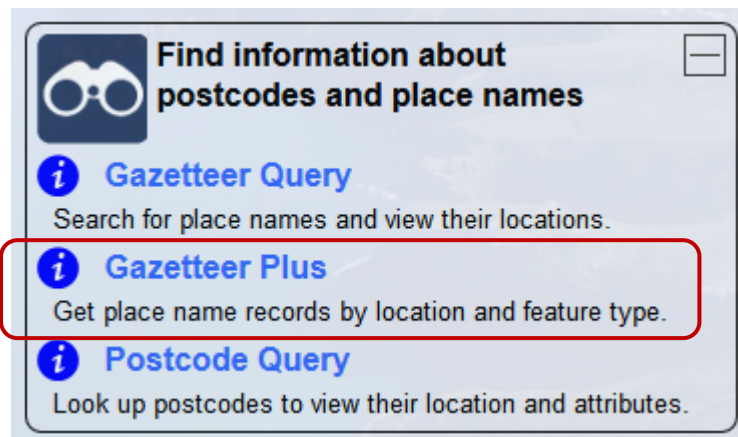 Find information about
postcodes and place names
i Gazetteer Query
Search for place names and view their locations.
i Gazetteer Plus
Get place name records by location and feature type.
i Postcode Query
Look up postcodes to view their location and attributes.